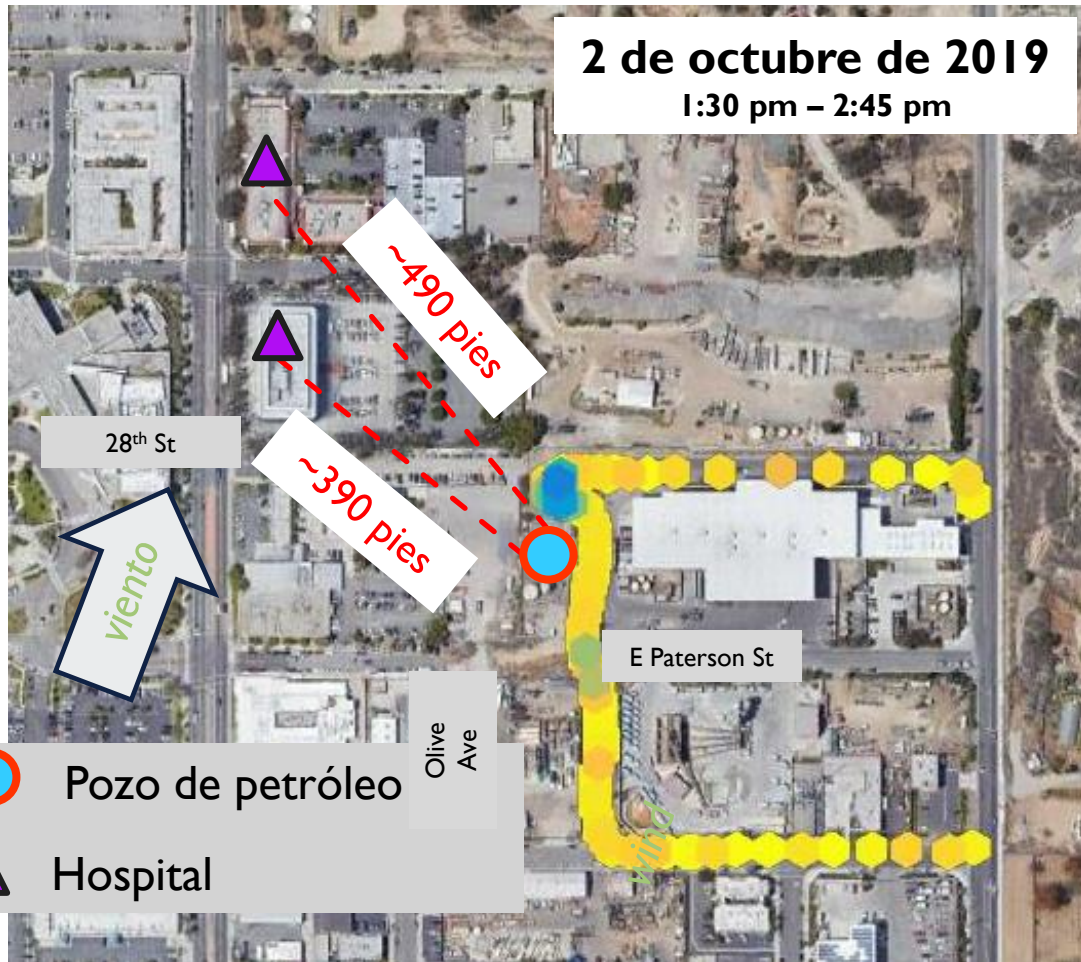 2 de octubre de 2019
1:30 pm – 2:45 pm
~490 pies
28th St
~390 pies
viento
E Paterson St
Olive
Ave
Pozo de petróleo
wind
Hospital